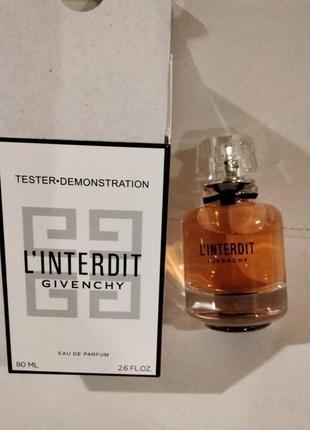 TESTER•DEMONSTRATION
L'INTERDIT
GIVENCHY
EAU DE PARFUM
80 ML 2.6 FL.OZ.
L'INTERDIT
GIVENCHY